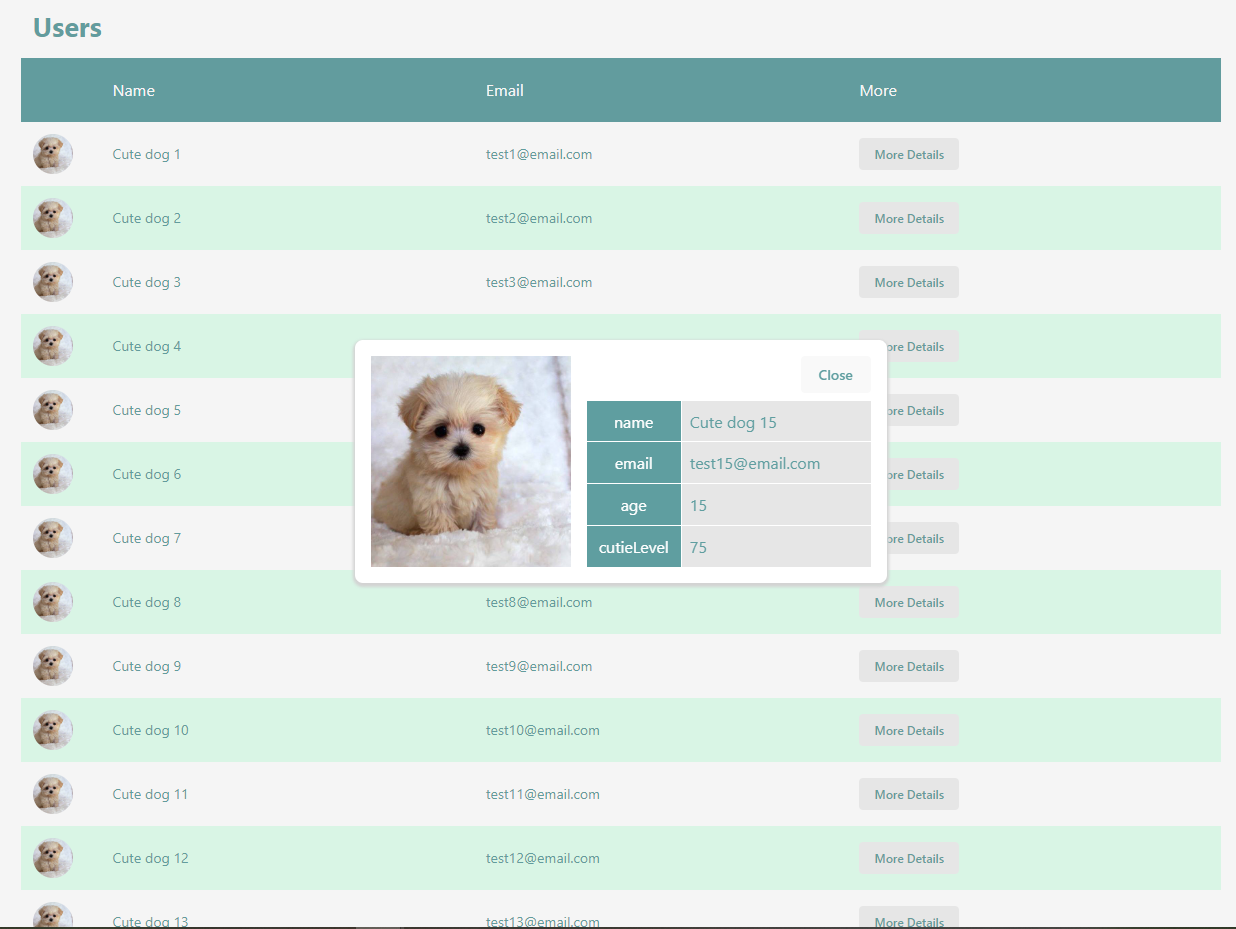 Users
Name Email More
Cute dog 1 test1@email.com More Details
Cute dog 2 test2@email.com More Details
Cute dog 3 test3@email.com More Details
Cute dog 4 ore Details
Cute dog 5 ore Details
Cute dog 6 ore Details
Cute dog 7 ore Details
Close
name Cute dog 15
email test15@email.com
age 15
cutieLevel 75
Cute dog 8 test8@email.com More Details
Cute dog 9 test9@email.com More Details
Cute dog 10 test10@email.com More Details
Cute dog 11 test11@email.com More Details
Cute dog 12 test12@email.com More Details
Cute dog 13 test13@email.com More Details